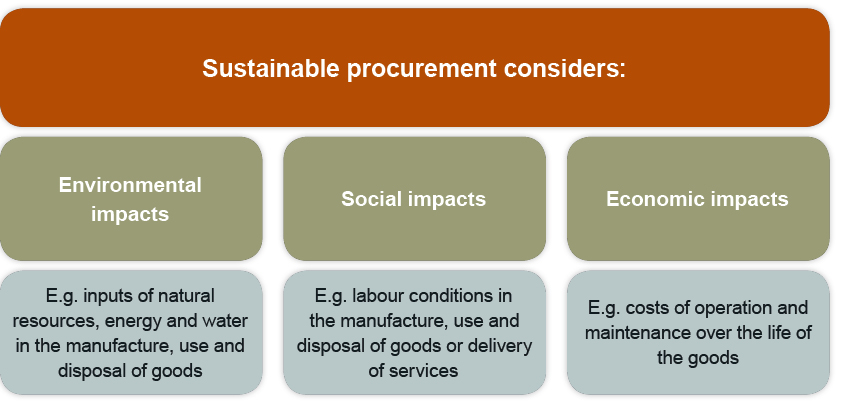 Sustainable procurement considers:
Environmental
impacts
Social impacts
Economic impacts
E.g. inputs of natural
resources, energy and water
in the manufacture, use and
disposal of goods
E.g. labour conditions in
the manufacture, use and
disposal of goods or delivery
of services
E.g. costs of operation and
maintenance over the life of
the goods